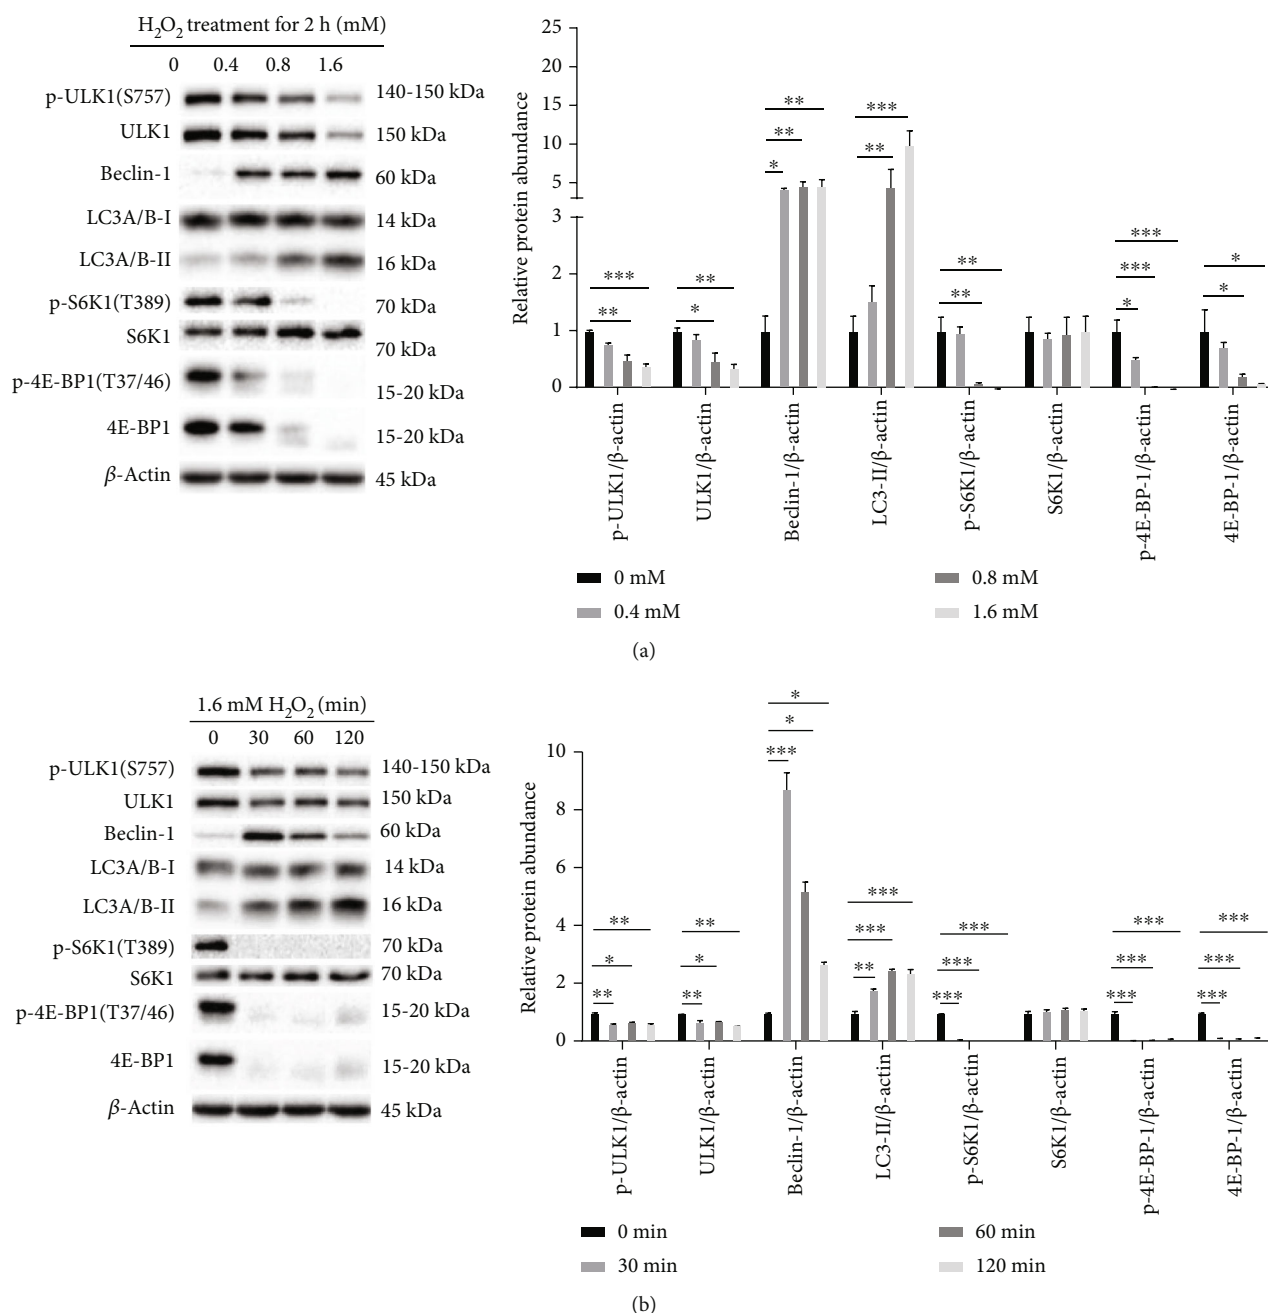 H₂O₂ treatment for 2 h (mM)
0 0.4 0.8 1.6
p-ULK1(S757) 140-150 kDa
ULK1 150 kDa
Beclin-1 60 kDa
LC3A/B-I 14 kDa
LC3A/B-II 16 kDa
p-S6K1(T389) 70 kDa
S6K1 70 kDa
p-4E-BP1(T37/46) 15-20 kDa
4E-BP1 15-20 kDa
β-Actin 45 kDa
Relative protein abundance
25
20
15
10
5
3
2
1
0
*** ** ** ** * *** ** ** ** *** *** * * *
p-ULK1/β-actin
ULK1/β-actin
Beclin-1/β-actin
LC3-II/β-actin
p-S6K1/β-actin
S6K1/β-actin
p-4E-BP-1/β-actin
4E-BP-1/β-actin
0 mM
0.4 mM
0.8 mM
1.6 mM
(a)
1.6 mM H₂O₂ (min)
0 30 60 120
p-ULK1(S757) 140-150 kDa
ULK1 150 kDa
Beclin-1 60 kDa
LC3A/B-I 14 kDa
LC3A/B-II 16 kDa
p-S6K1(T389) 70 kDa
S6K1 70 kDa
p-4E-BP1(T37/46) 15-20 kDa
4E-BP1 15-20 kDa
β-Actin 45 kDa
Relative protein abundance
10
8
6
4
2
0
** * ** ** * ** * * *** *** *** ** *** *** *** *** *** *** *** *** ***
p-ULK1/β-actin
ULK1/β-actin
Beclin-1/β-actin
LC3-II/β-actin
p-S6K1/β-actin
S6K1/β-actin
p-4E-BP-1/β-actin
4E-BP-1/β-actin
0 min
30 min
60 min
120 min
(b)